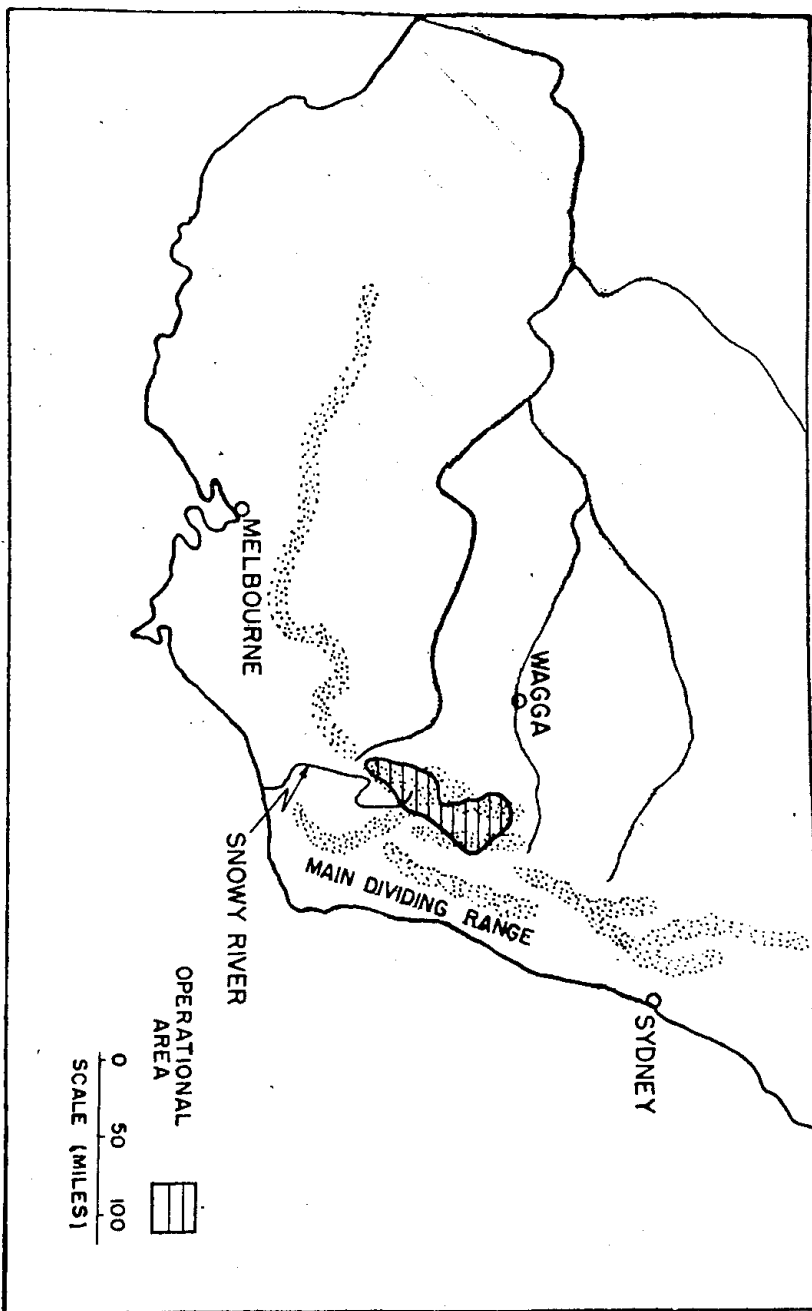 SYDNEY
WAGGA
MAIN DIVIDING RANGE
MELBOURNE
SNOWY RIVER
OPERATIONAL
AREA
0 50 100
SCALE (MILES)